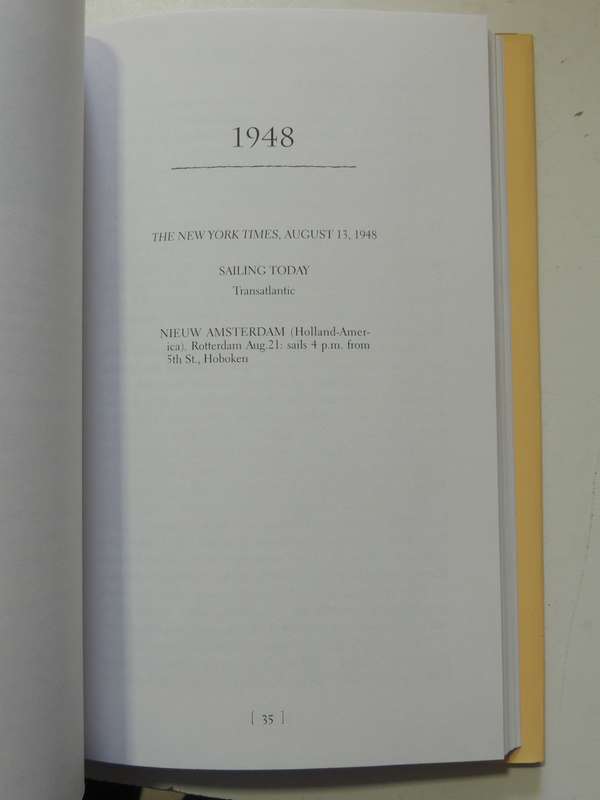 1948
THE NEW YORK TIMES, AUGUST 13, 1948
SAILING TODAY
Transatlantic
NIEUW AMSTERDAM (Holland-Amer-
ica). Rotterdam Aug.21: sails 4 p.m. from
5th St., Hoboken
[ 35 ]